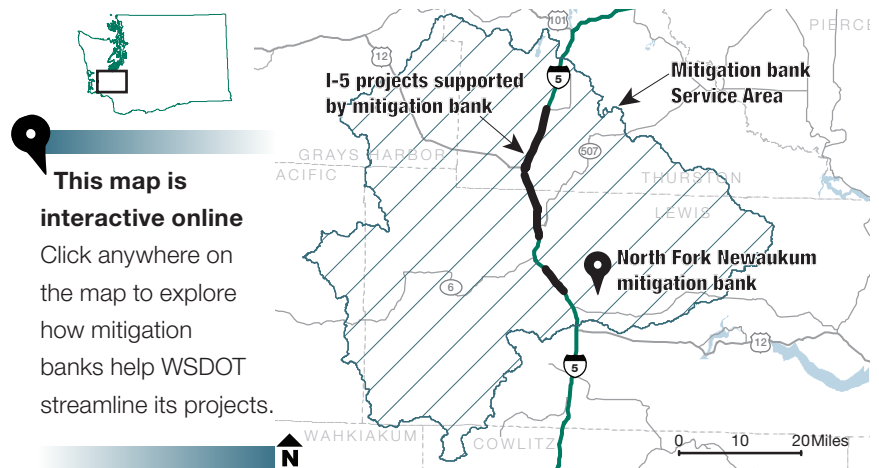 This map is
interactive online
Click anywhere on
the map to explore
how mitigation
banks help WSDOT
streamline its projects.
N
101
PIERCE
12
5
I-5 projects supported
by mitigation bank
Mitigation bank
Service Area
507
GRAYS HARBOR
ACIFIC
THURSTON
LEWIS
North Fork Newaukum
mitigation bank
6
12
5
WAHKIAKUM
COWLITZ
0 10 20 Miles